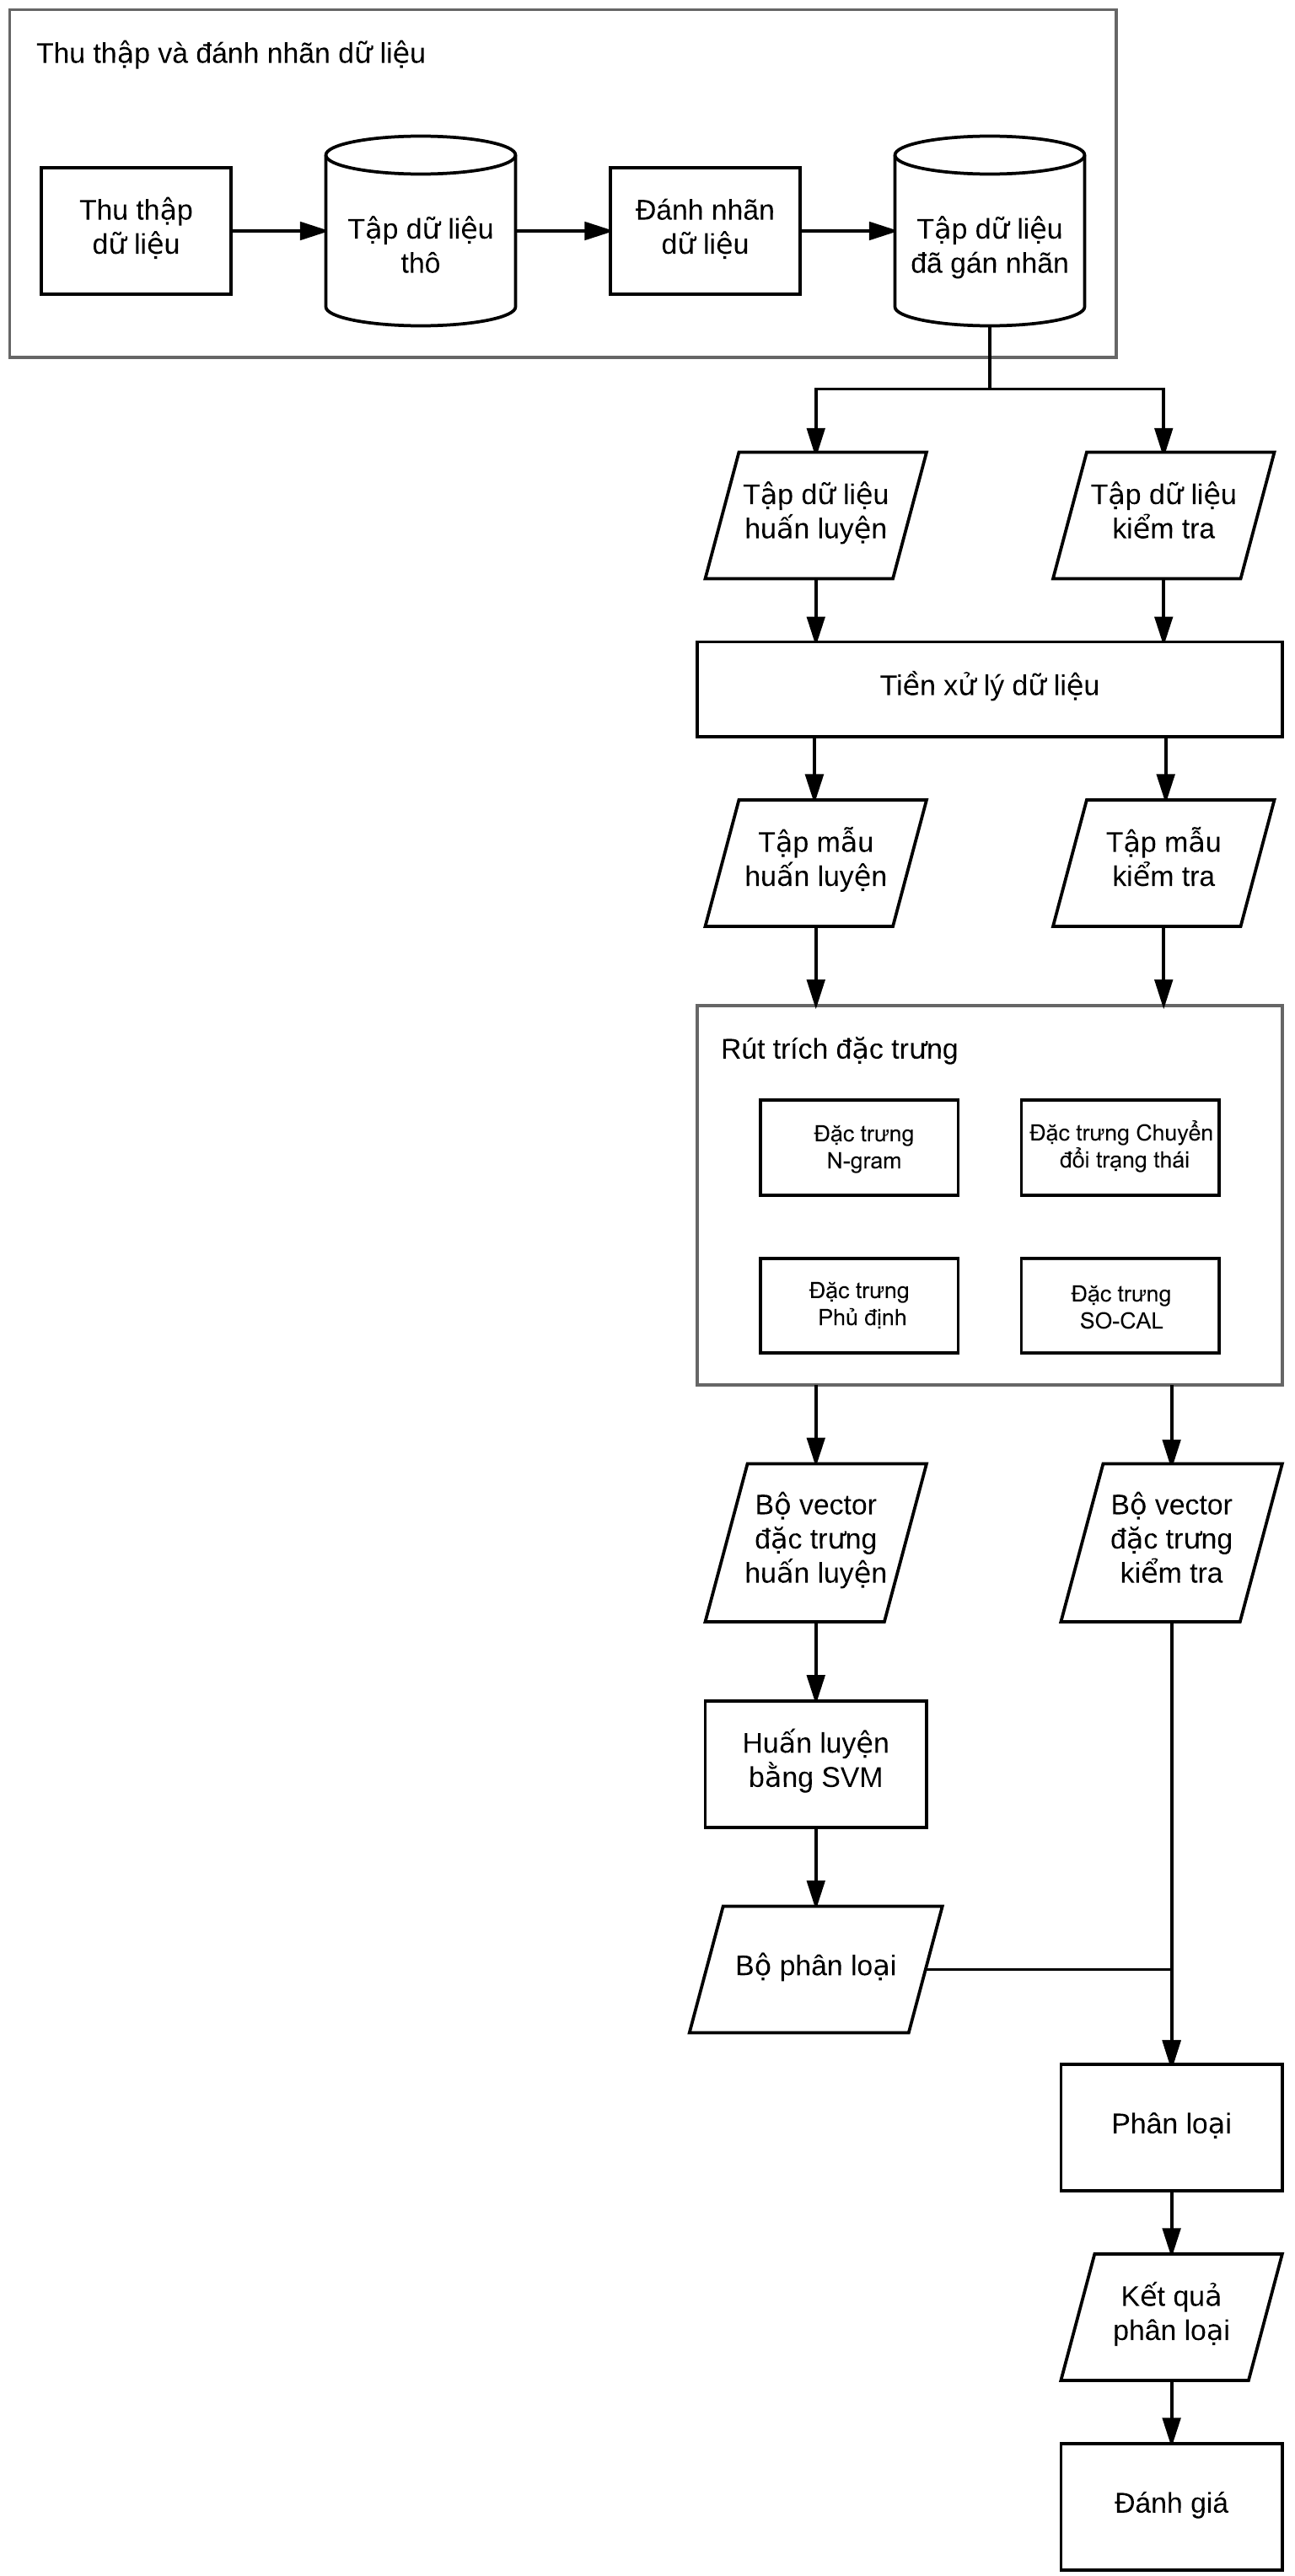 Thu thập và đánh nhãn dữ liệu
Thu thập
dữ liệu
Tập dữ liệu
thô
Đánh nhãn
dữ liệu
Tập dữ liệu
đã gán nhãn
Tập dữ liệu
huấn luyện
Tập dữ liệu
kiểm tra
Tiền xử lý dữ liệu
Tập mẫu
huấn luyện
Tập mẫu
kiểm tra
Rút trích đặc trưng
Đặc trưng
N-gram
Đặc trưng Chuyển
đổi trạng thái
Đặc trưng
Phủ định
Đặc trưng
SO-CAL
Bộ vector
đặc trưng
huấn luyện
Bộ vector
đặc trưng
kiểm tra
Huấn luyện
bằng SVM
Bộ phân loại
Phân loại
Kết quả
phân loại
Đánh giá